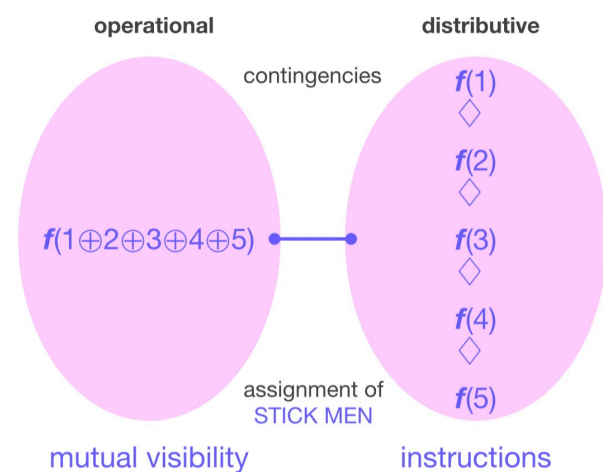 operational
distributive
contingencies
f(1)
◇
f(2)
◇
f(1⊕2⊕3⊕4⊕5)
f(3)
◇
f(4)
◇
assignment of
STICK MEN
f(5)
mutual visibility
instructions